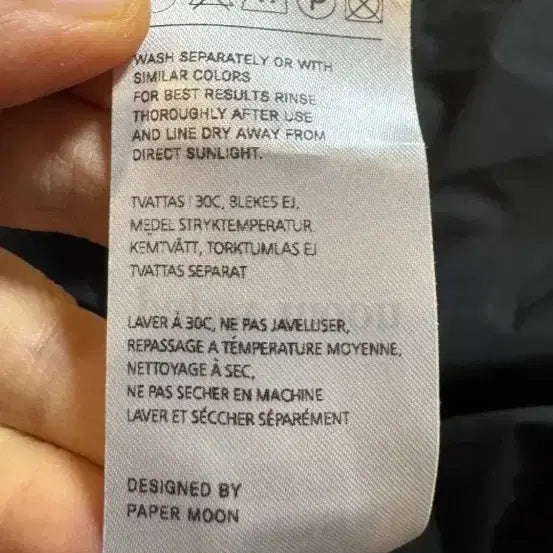 P
WASH SEPARATELY OR WITH
SIMILAR COLORS
FOR BEST RESULTS RINSE
THOROUGHLY AFTER USE
AND LINE DRY AWAY FROM
DIRECT SUNLIGHT.
TVATTAS I 30C, BLEKES EJ,
MEDEL STRYKTEMPERATUR
KEMTVÄTT, TORKTUMLAS EJ
TVATTAS SEPARAT
LAVER À 30C, NE PAS JAVELLISER,
REPASSAGE A TEMPERATURE MOYENNE,
NETTOYAGE À SEC,
NE PAS SECHER EN MACHINE
LAVER ET SÉCCHER SÉPARÉMENT
DESIGNED BY
PAPER MOON